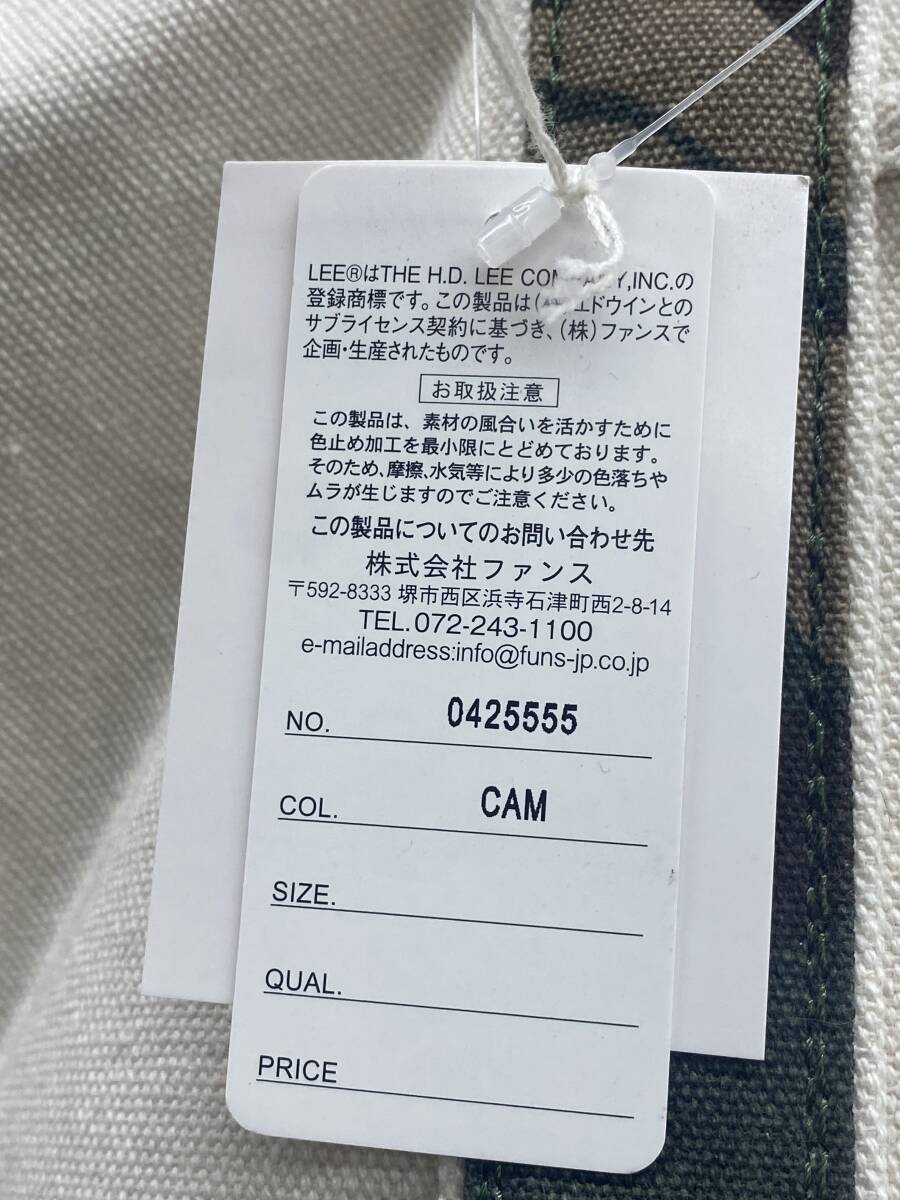 LEE®はTHE H.D. LEE COMPANY,INC.の
登録商標です。この製品は(株)エドウインとの
サブライセンス契約に基づき、(株)ファンスで
企画・生産されたものです。
お取扱注意
この製品は、素材の風合いを活かすために
色止め加工を最小限にとどめております。
そのため、摩擦、水気等により多少の色落ちや
ムラが生じますのでご注意ください。
この製品についてのお問い合わせ先
株式会社ファンス
〒592-8333 堺市西区浜寺石津町西2-8-14
TEL.072-243-1100
e-mailaddress:info@funs-jp.co.jp
NO. 0425555
COL. CAM
SIZE.
QUAL.
PRICE